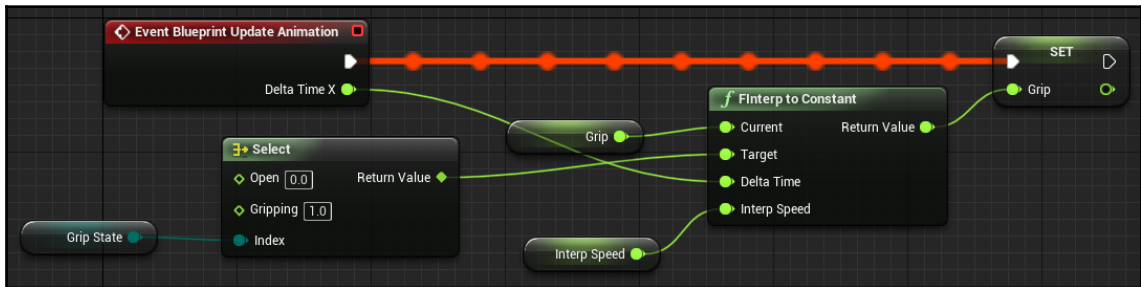 Event Blueprint Update Animation
Delta Time X
SET
Grip
f FInterp to Constant
Current Return Value
Target
Delta Time
Interp Speed
Grip
Select
Open 0.0 Return Value
Gripping 1.0
Index
Grip State
Interp Speed